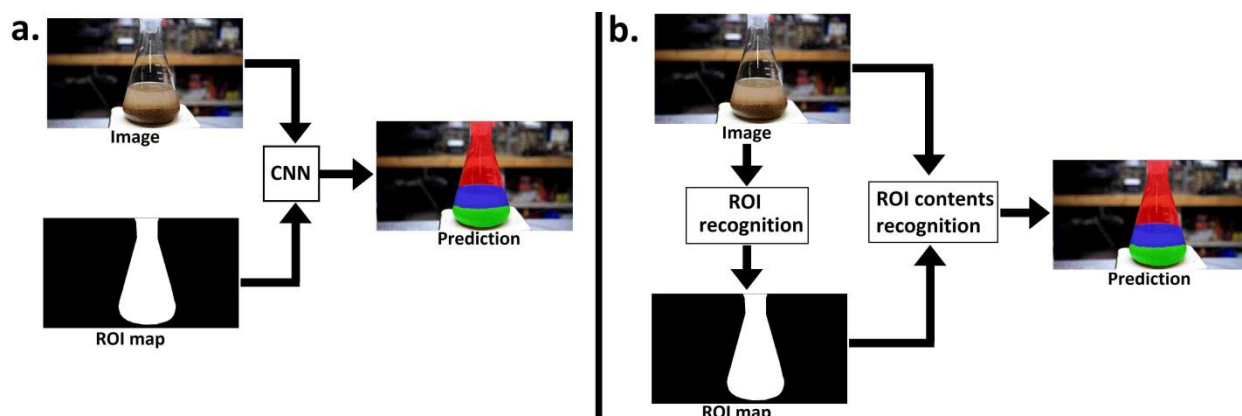 a.
Image
CNN
Prediction
ROI map
b.
Image
ROI
recognition
ROI contents
recognition
Prediction
ROI map